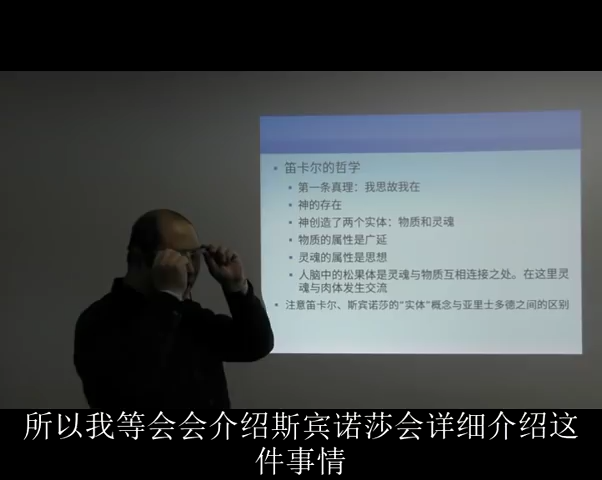 笛卡尔的哲学
第一条真理：我思故我在
神的存在
神创造了两个实体：物质和灵魂
物质的属性是广延
灵魂的属性是思想
人脑中的松果体是灵魂与物质互相连接之处。在这里灵
魂与肉体发生交流
注意笛卡尔、斯宾诺莎的“实体”概念与亚里士多德之间的区别
所以我等会会介绍斯宾诺莎会详细介绍这
件事情